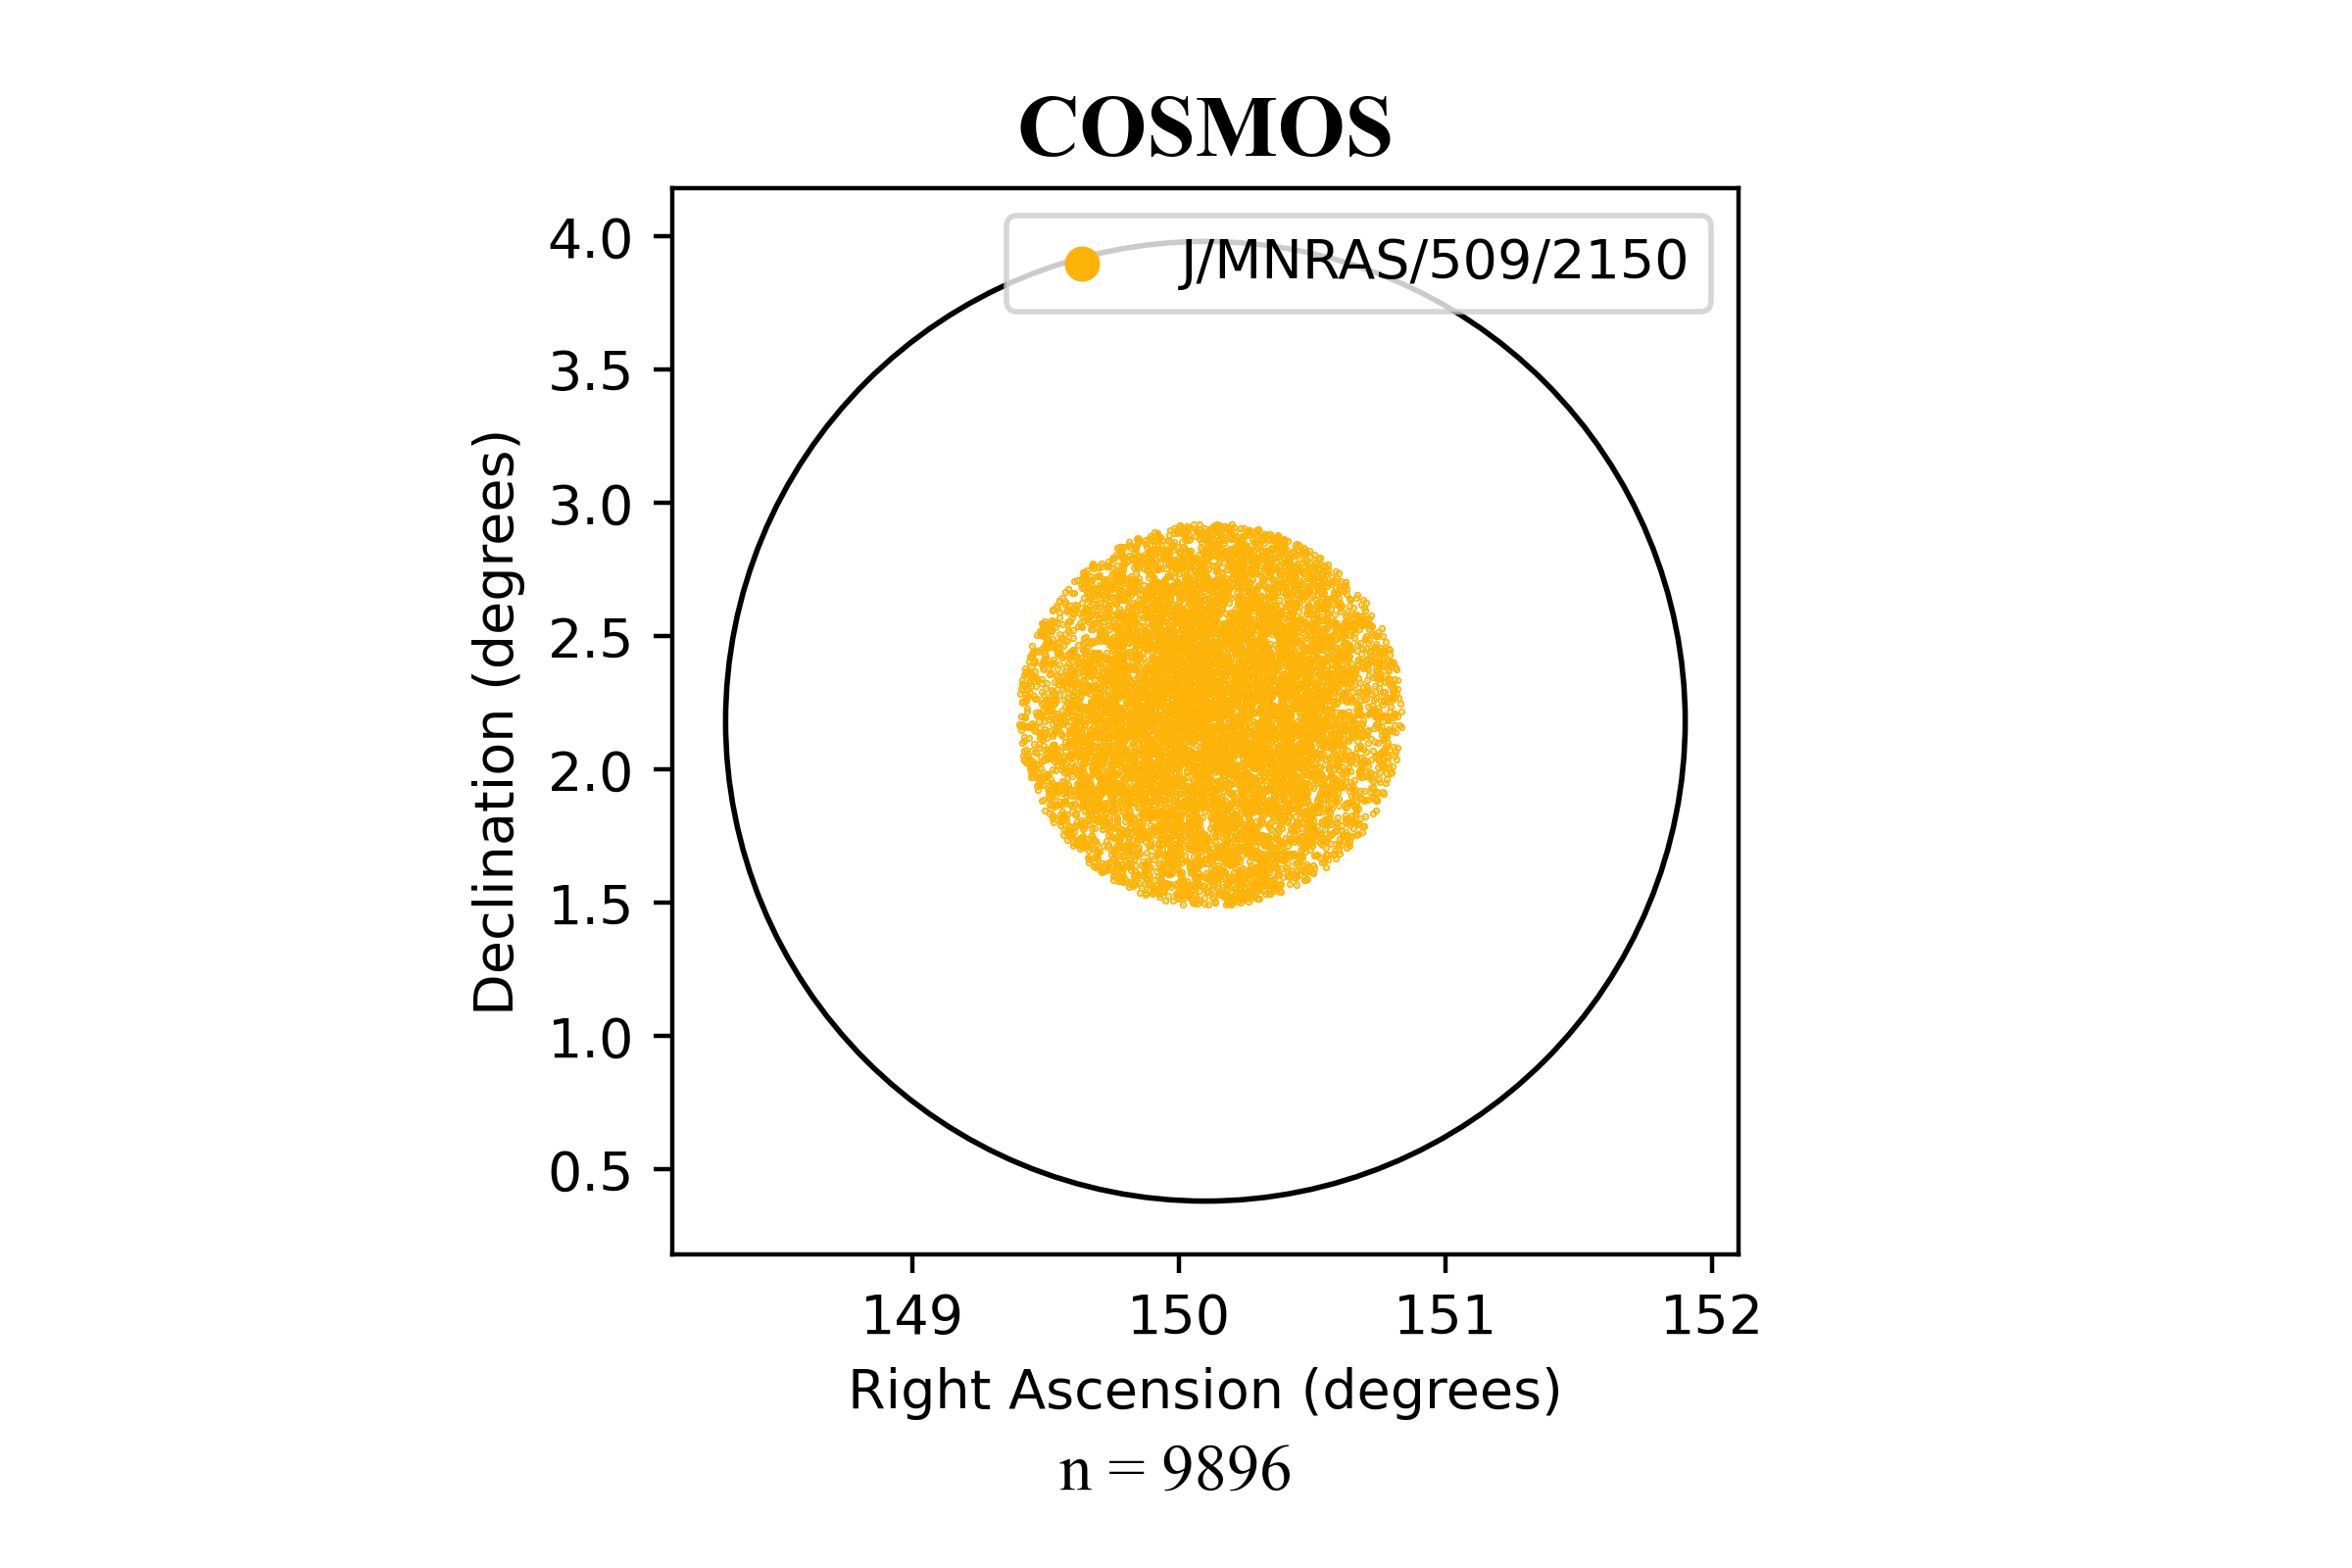 COSMOS
J/MNRAS/509/2150
4.0
3.5
3.0
2.5
2.0
1.5
1.0
0.5
Declination (degrees)
149 150 151 152
Right Ascension (degrees)
n = 9896